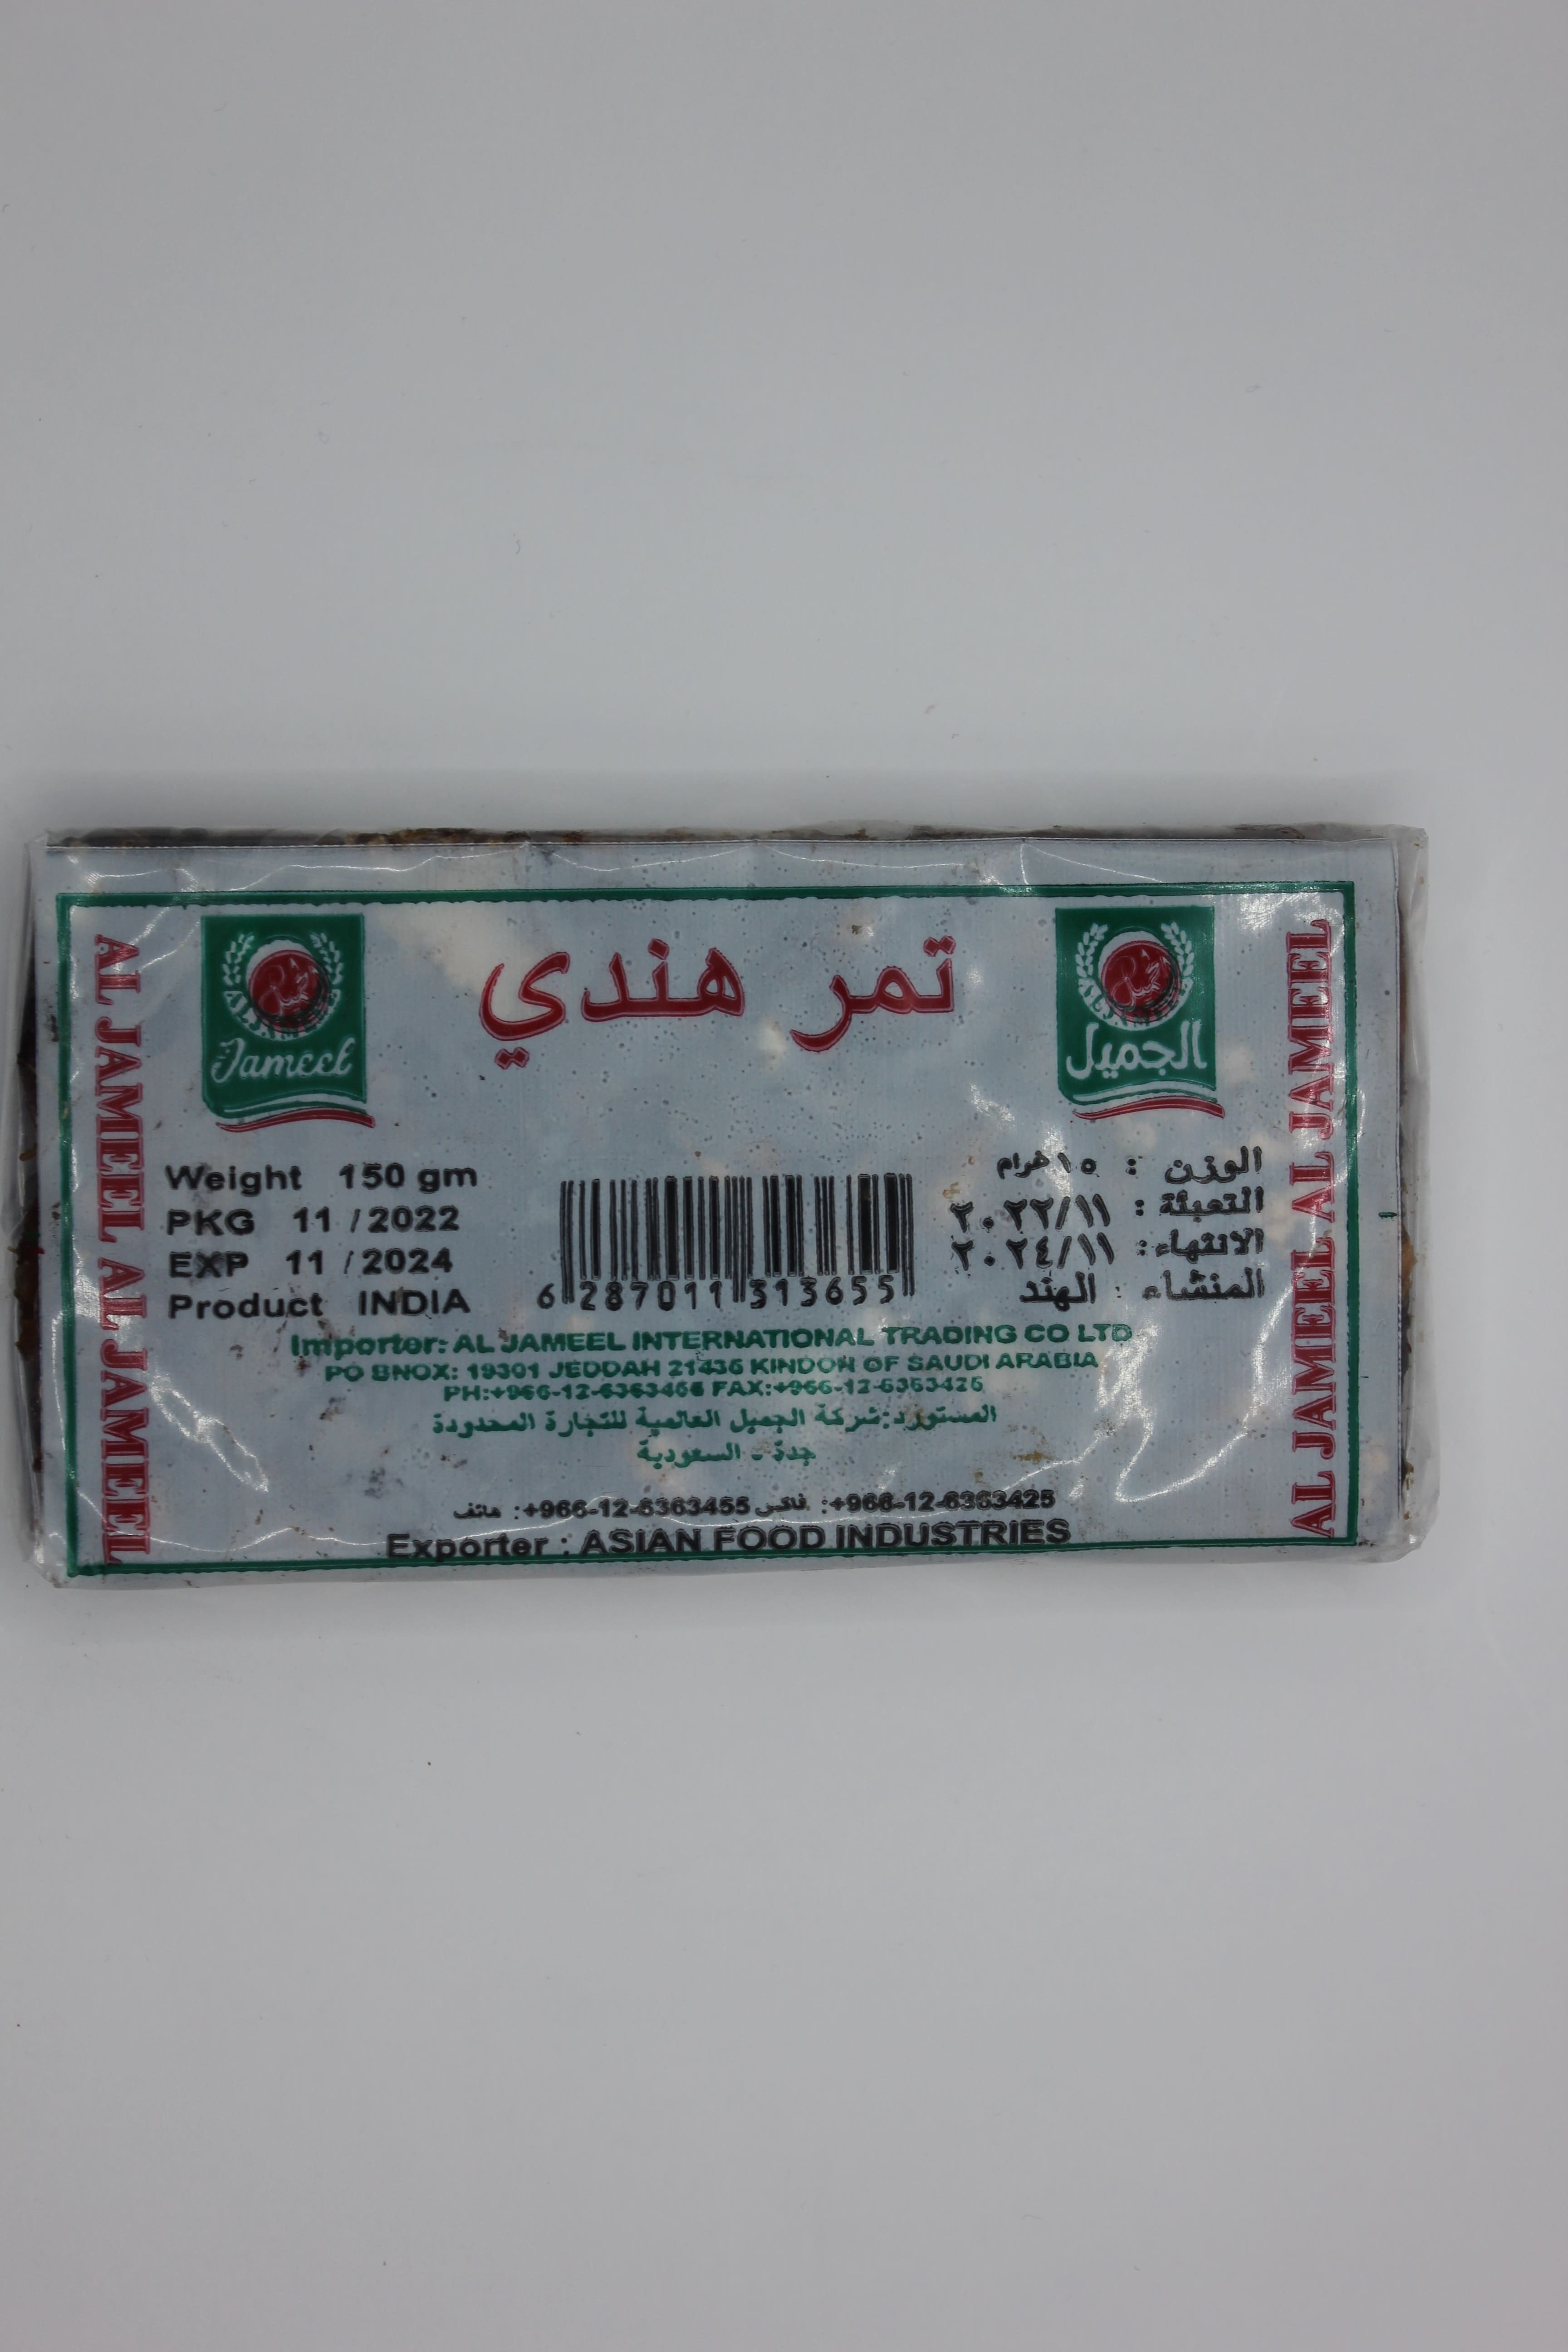 تمر هندي
Jameel
الجميل
AL JAMEEL AL JAMEEL
AL JAMEEL AL JAMEEL
Weight 150 gm
PKG 11 / 2022
EXP 11 / 2024
Product INDIA
6 287011 313655
الوزن : ١٥٠ غرام
التعبئة : ٢٠٢٢/١١
الانتهاء: ٢٠٢٤/١١
المنشاء : الهند
Importer: AL JAMEEL INTERNATIONAL TRADING CO LTD
PO BNOX: 19301 JEDDAH 21436 KINDON OF SAUDI ARABIA
PH:+966-12-6363455 FAX:+966-12-6363425
المستورد:شركة الجميل العالمية للتجارة المحدودة
جدة - السعودية
هاتف :+966-12-6363455 فاكس :+966-12-6363425
Exporter : ASIAN FOOD INDUSTRIES